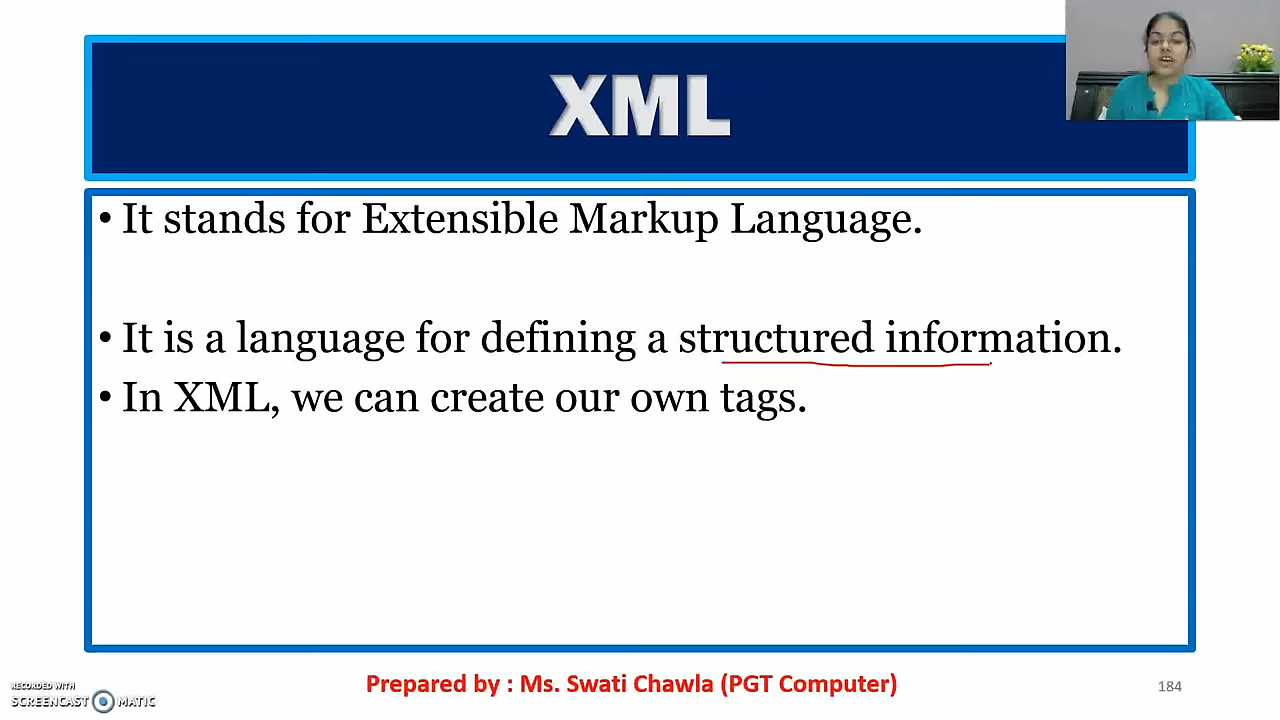 XML
• It stands for Extensible Markup Language.
• It is a language for defining a structured information.
• In XML, we can create our own tags.
Prepared by : Ms. Swati Chawla (PGT Computer)
184
RECORDED WITH
SCREENCAST MATIC